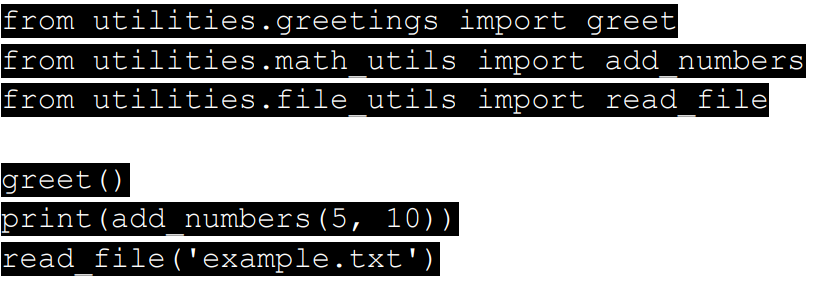 from utilities.greetings import greet
from utilities.math_utils import add_numbers
from utilities.file_utils import read_file
greet()
print(add_numbers(5, 10))
read_file('example.txt')